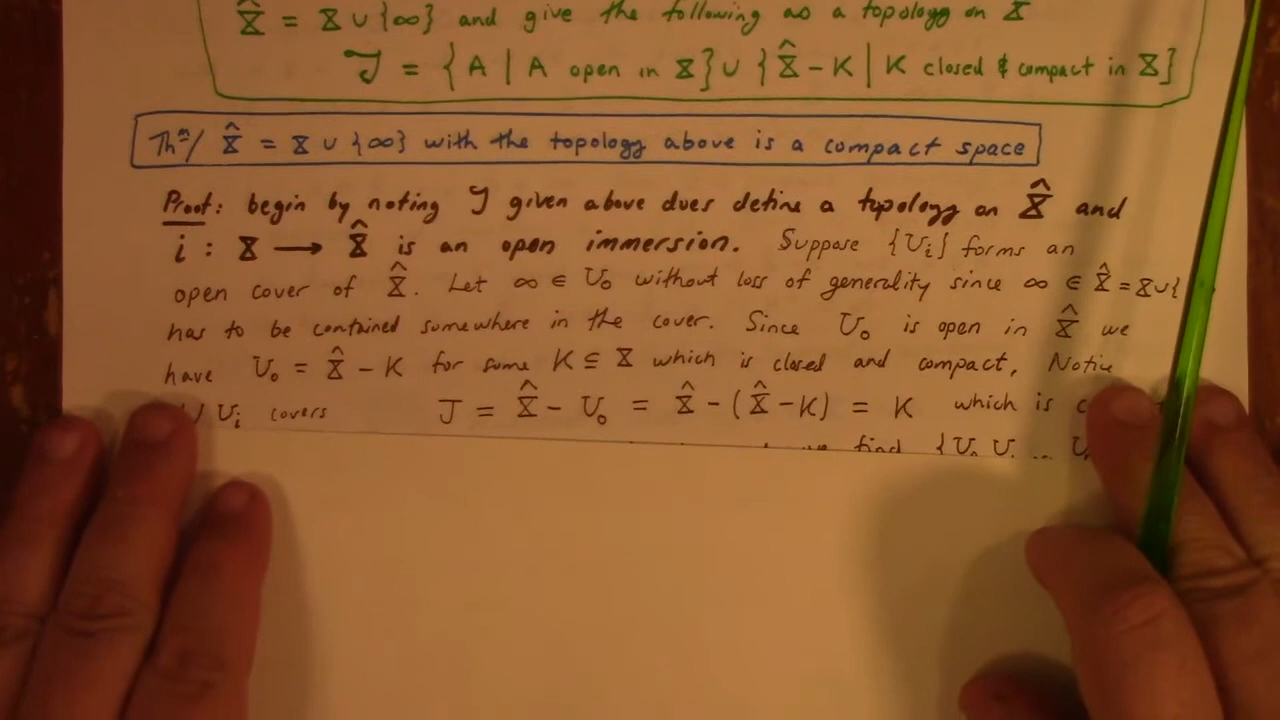 X̂ = X ∪ {∞} and give the following as a topology on X̂
𝒥 = {A | A open in X} ∪ {X̂ - K | K closed & compact in X}
Thᵐ/ X̂ = X ∪ {∞} with the topology above is a compact space
Proof: begin by noting 𝒥 given above does define a topology on X̂ and
i : X → X̂ is an open immersion. Suppose {Uᵢ} forms an
open cover of X̂. Let ∞ ∈ U₀ without loss of generality since ∞ ∈ X̂ = X∪{
has to be contained somewhere in the cover. Since U₀ is open in X̂ we
have U₀ = X̂ - K for some K ⊆ X which is closed and compact. Notice
Uᵢ covers J = X̂ - U₀ = X̂ - (X̂ - K) = K which is
we find {U₀ U₁ ... U